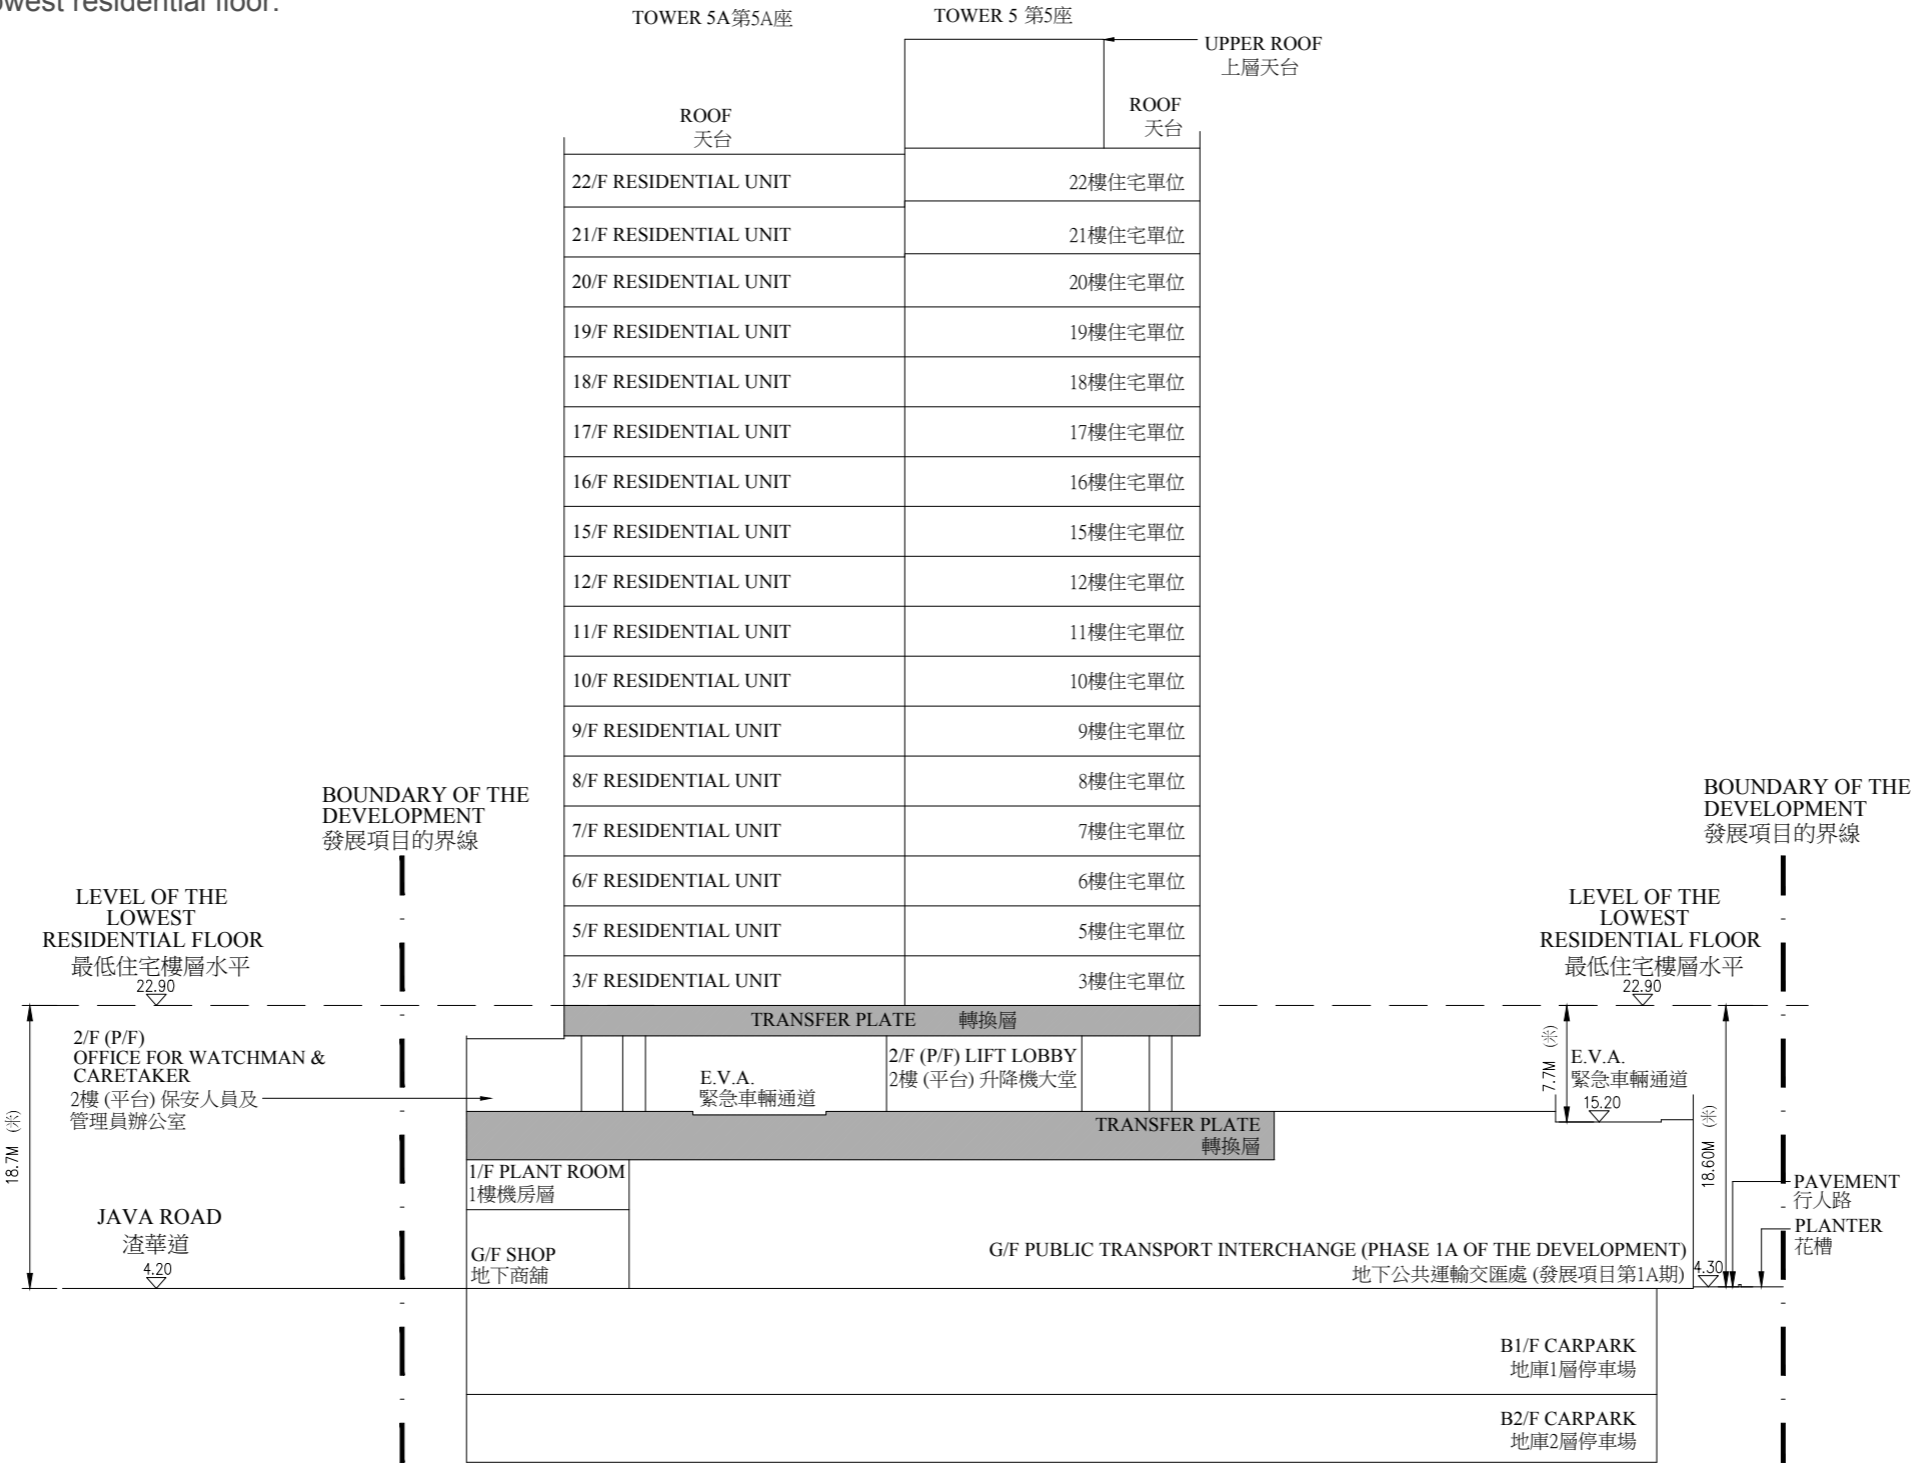 owest residential floor.
TOWER 5A第5A座
TOWER 5 第5座
UPPER ROOF
上層天台
ROOF
天台
ROOF
天台
22/F RESIDENTIAL UNIT
22樓住宅單位
21/F RESIDENTIAL UNIT
21樓住宅單位
20/F RESIDENTIAL UNIT
20樓住宅單位
19/F RESIDENTIAL UNIT
19樓住宅單位
18/F RESIDENTIAL UNIT
18樓住宅單位
17/F RESIDENTIAL UNIT
17樓住宅單位
16/F RESIDENTIAL UNIT
16樓住宅單位
15/F RESIDENTIAL UNIT
15樓住宅單位
12/F RESIDENTIAL UNIT
12樓住宅單位
11/F RESIDENTIAL UNIT
11樓住宅單位
10/F RESIDENTIAL UNIT
10樓住宅單位
9/F RESIDENTIAL UNIT
9樓住宅單位
8/F RESIDENTIAL UNIT
8樓住宅單位
7/F RESIDENTIAL UNIT
7樓住宅單位
6/F RESIDENTIAL UNIT
6樓住宅單位
5/F RESIDENTIAL UNIT
5樓住宅單位
3/F RESIDENTIAL UNIT
3樓住宅單位
BOUNDARY OF THE
DEVELOPMENT
發展項目的界線
BOUNDARY OF THE
DEVELOPMENT
發展項目的界線
LEVEL OF THE
LOWEST
RESIDENTIAL FLOOR
最低住宅樓層水平
22.90
LEVEL OF THE
LOWEST
RESIDENTIAL FLOOR
最低住宅樓層水平
22.90
TRANSFER PLATE 轉換層
2/F (P/F)
OFFICE FOR WATCHMAN &
CARETAKER
2樓 (平台) 保安人員及
管理員辦公室
E.V.A.
緊急車輛通道
2/F (P/F) LIFT LOBBY
2樓 (平台) 升降機大堂
7.7M (米)
E.V.A.
緊急車輛通道
15.20
TRANSFER PLATE
轉換層
18.7M (米)
18.60M (米)
1/F PLANT ROOM
1樓機房層
PAVEMENT
行人路
PLANTER
花槽
JAVA ROAD
渣華道
4.20
G/F SHOP
地下商舖
G/F PUBLIC TRANSPORT INTERCHANGE (PHASE 1A OF THE DEVELOPMENT)
地下公共運輸交匯處 (發展項目第1A期)
4.30
B1/F CARPARK
地庫1層停車場
B2/F CARPARK
地庫2層停車場